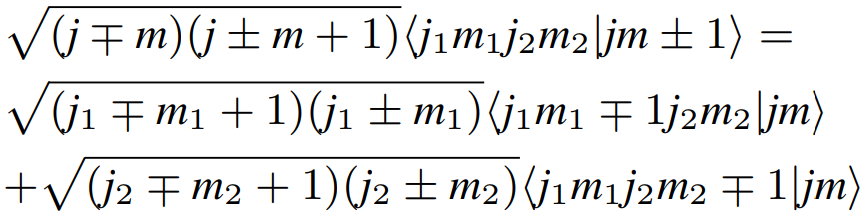 √(j ∓ m)(j ± m + 1)⟨j₁m₁j₂m₂|jm ± 1⟩ =
√(j₁ ∓ m₁ + 1)(j₁ ± m₁)⟨j₁m₁ ∓ 1j₂m₂|jm⟩
+√(j₂ ∓ m₂ + 1)(j₂ ± m₂)⟨j₁m₁j₂m₂ ∓ 1|jm⟩